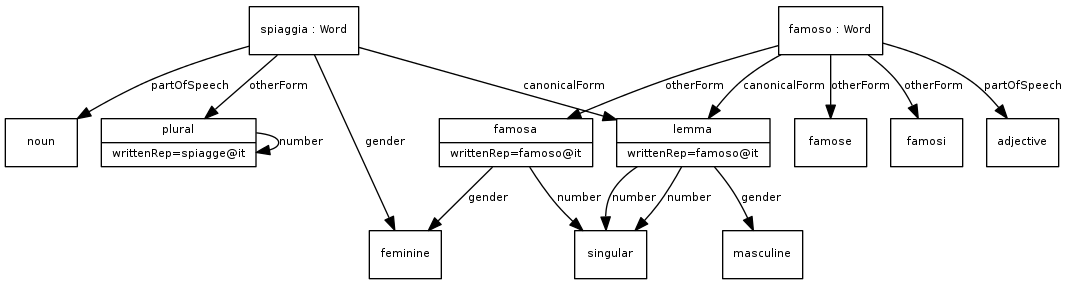 spiaggia : Word
famoso : Word
partOfSpeech
otherForm
canonicalForm
otherForm
canonicalForm
otherForm
otherForm
partOfSpeech
noun
plural
writtenRep=spiagge@it
number
gender
famosa
writtenRep=famoso@it
lemma
writtenRep=famoso@it
famose
famosi
adjective
gender
number
number
number
gender
feminine
singular
masculine